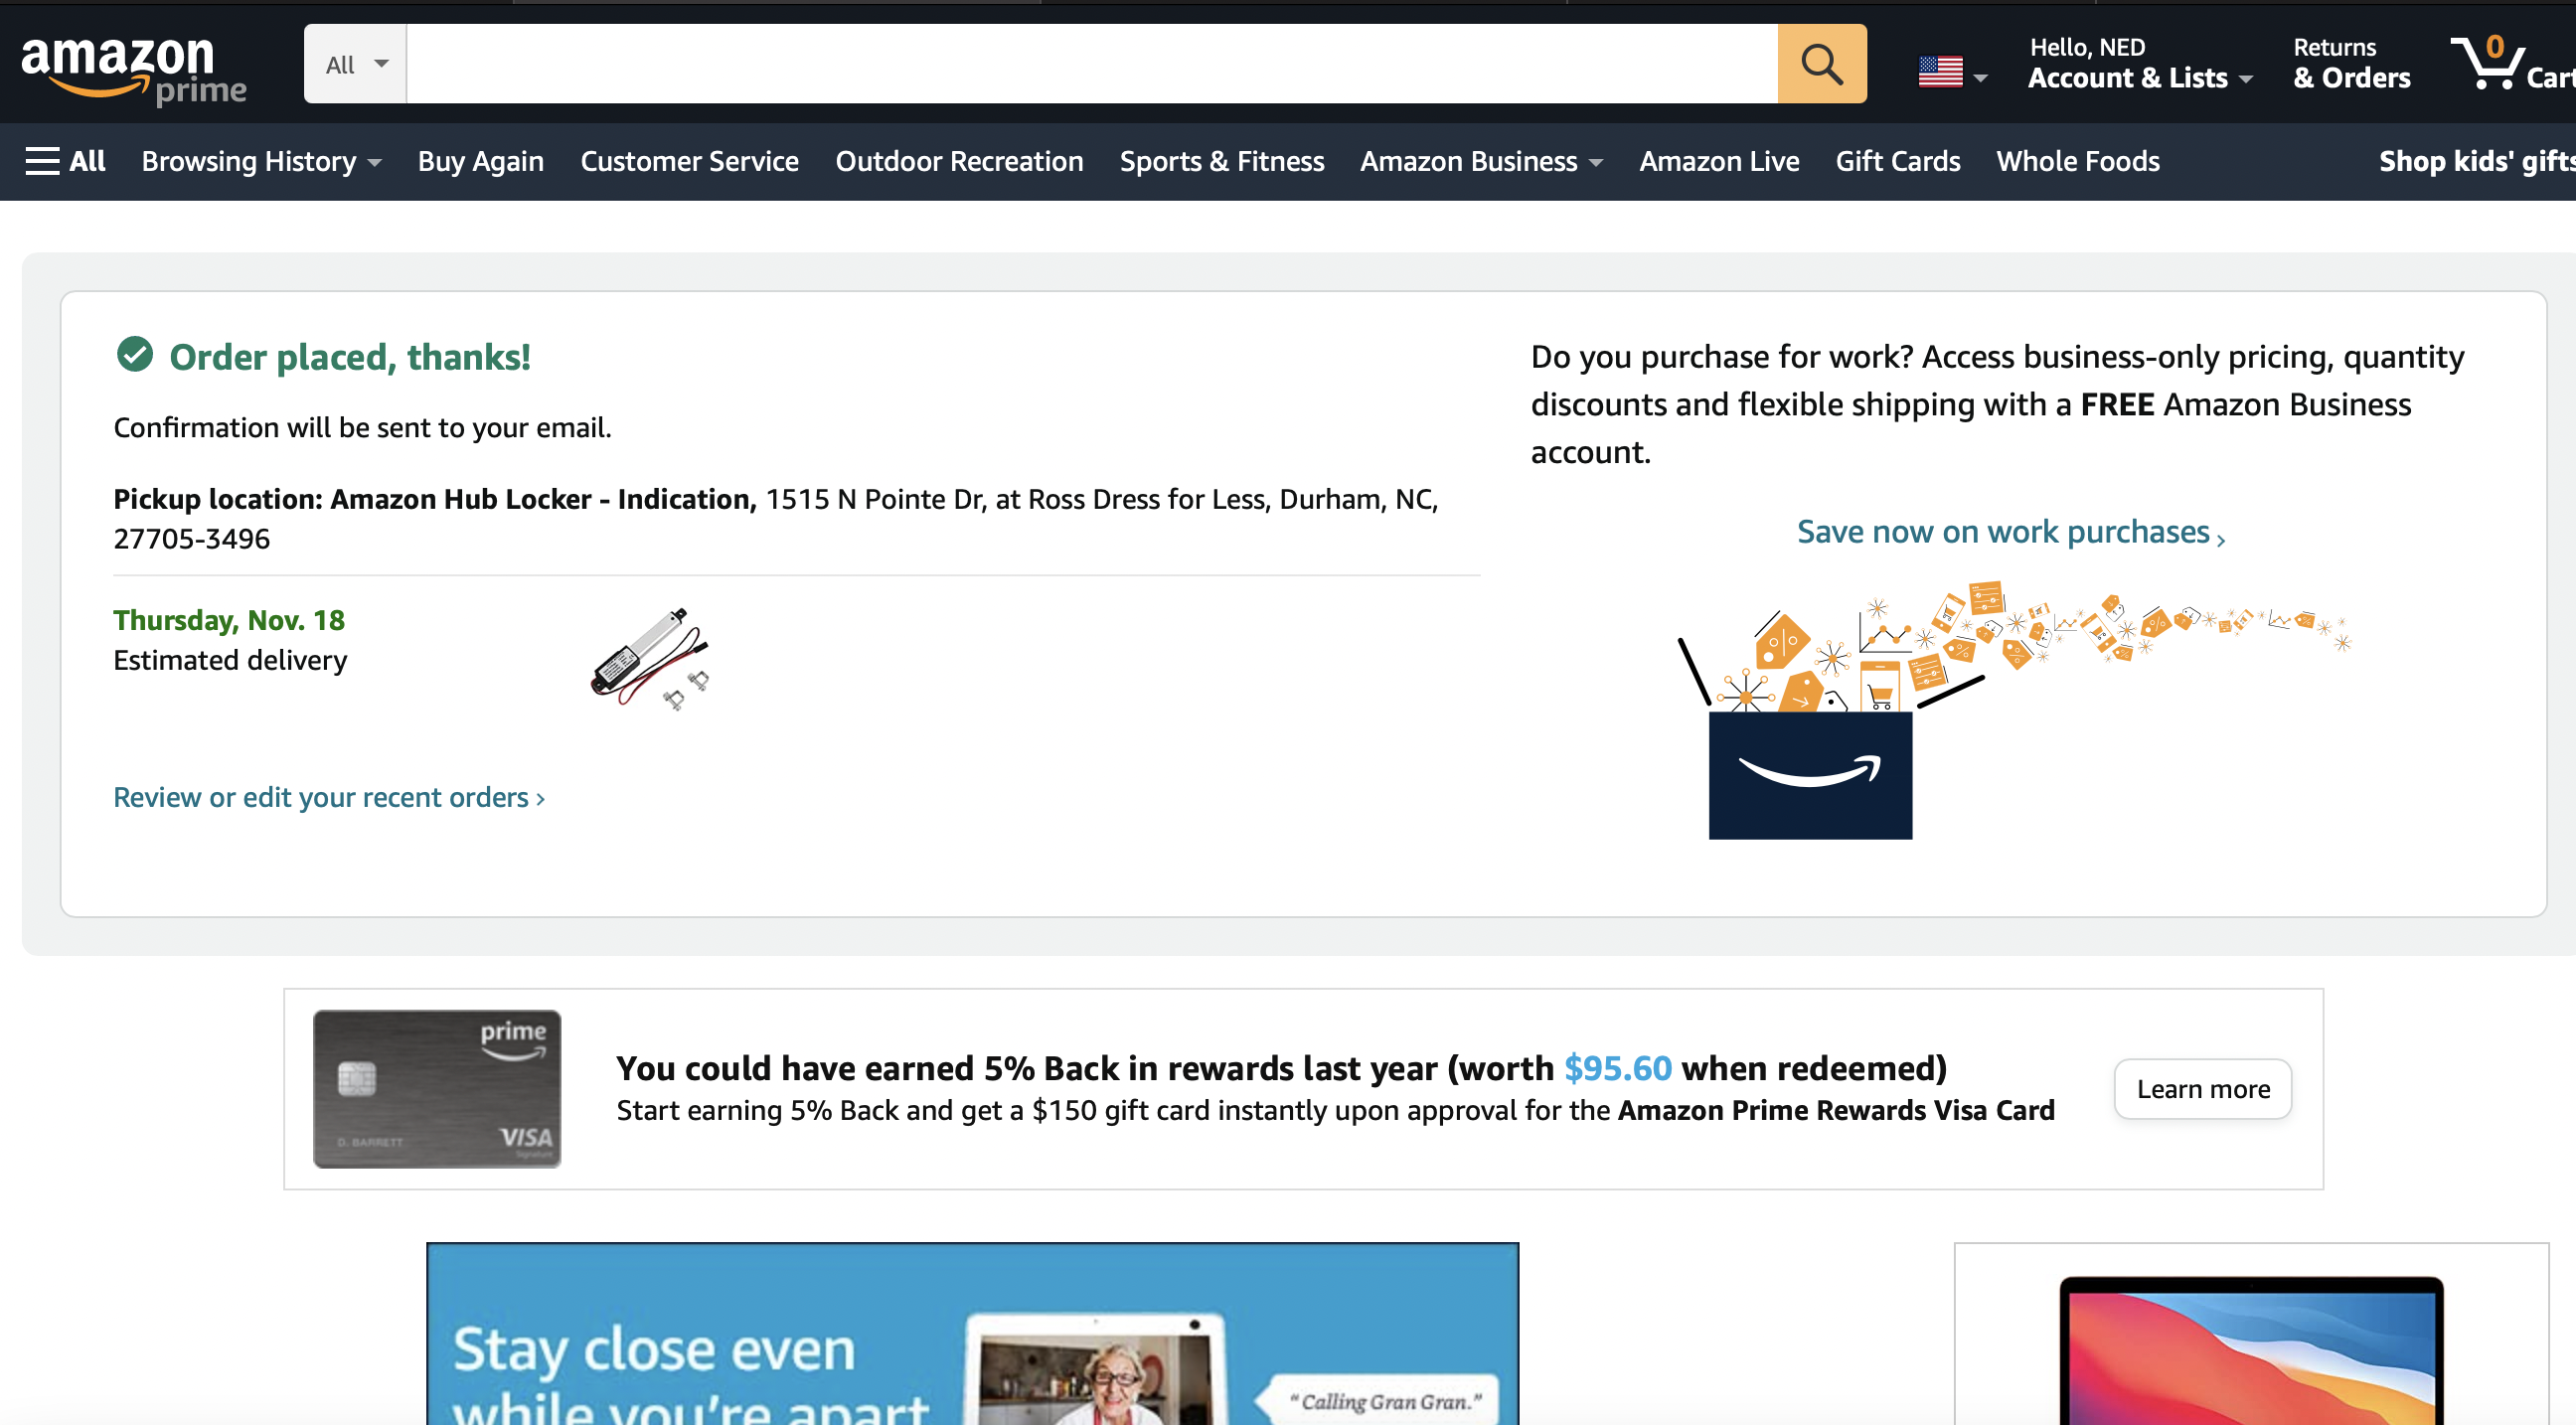 amazon
prime
All
Hello, NED
Account & Lists
Returns
& Orders
0
Cart
All
Browsing History
Buy Again
Customer Service
Outdoor Recreation
Sports & Fitness
Amazon Business
Amazon Live
Gift Cards
Whole Foods
Shop kids' gifts
Order placed, thanks!
Confirmation will be sent to your email.
Pickup location: Amazon Hub Locker - Indication, 1515 N Pointe Dr, at Ross Dress for Less, Durham, NC,
27705-3496
Thursday, Nov. 18
Estimated delivery
Review or edit your recent orders ›
Do you purchase for work? Access business-only pricing, quantity
discounts and flexible shipping with a FREE Amazon Business
account.
Save now on work purchases ›
prime
D. BARRETT
VISA
Signature
You could have earned 5% Back in rewards last year (worth $95.60 when redeemed)
Start earning 5% Back and get a $150 gift card instantly upon approval for the Amazon Prime Rewards Visa Card
Learn more
Stay close even
while you're apart
"Calling Gran Gran."